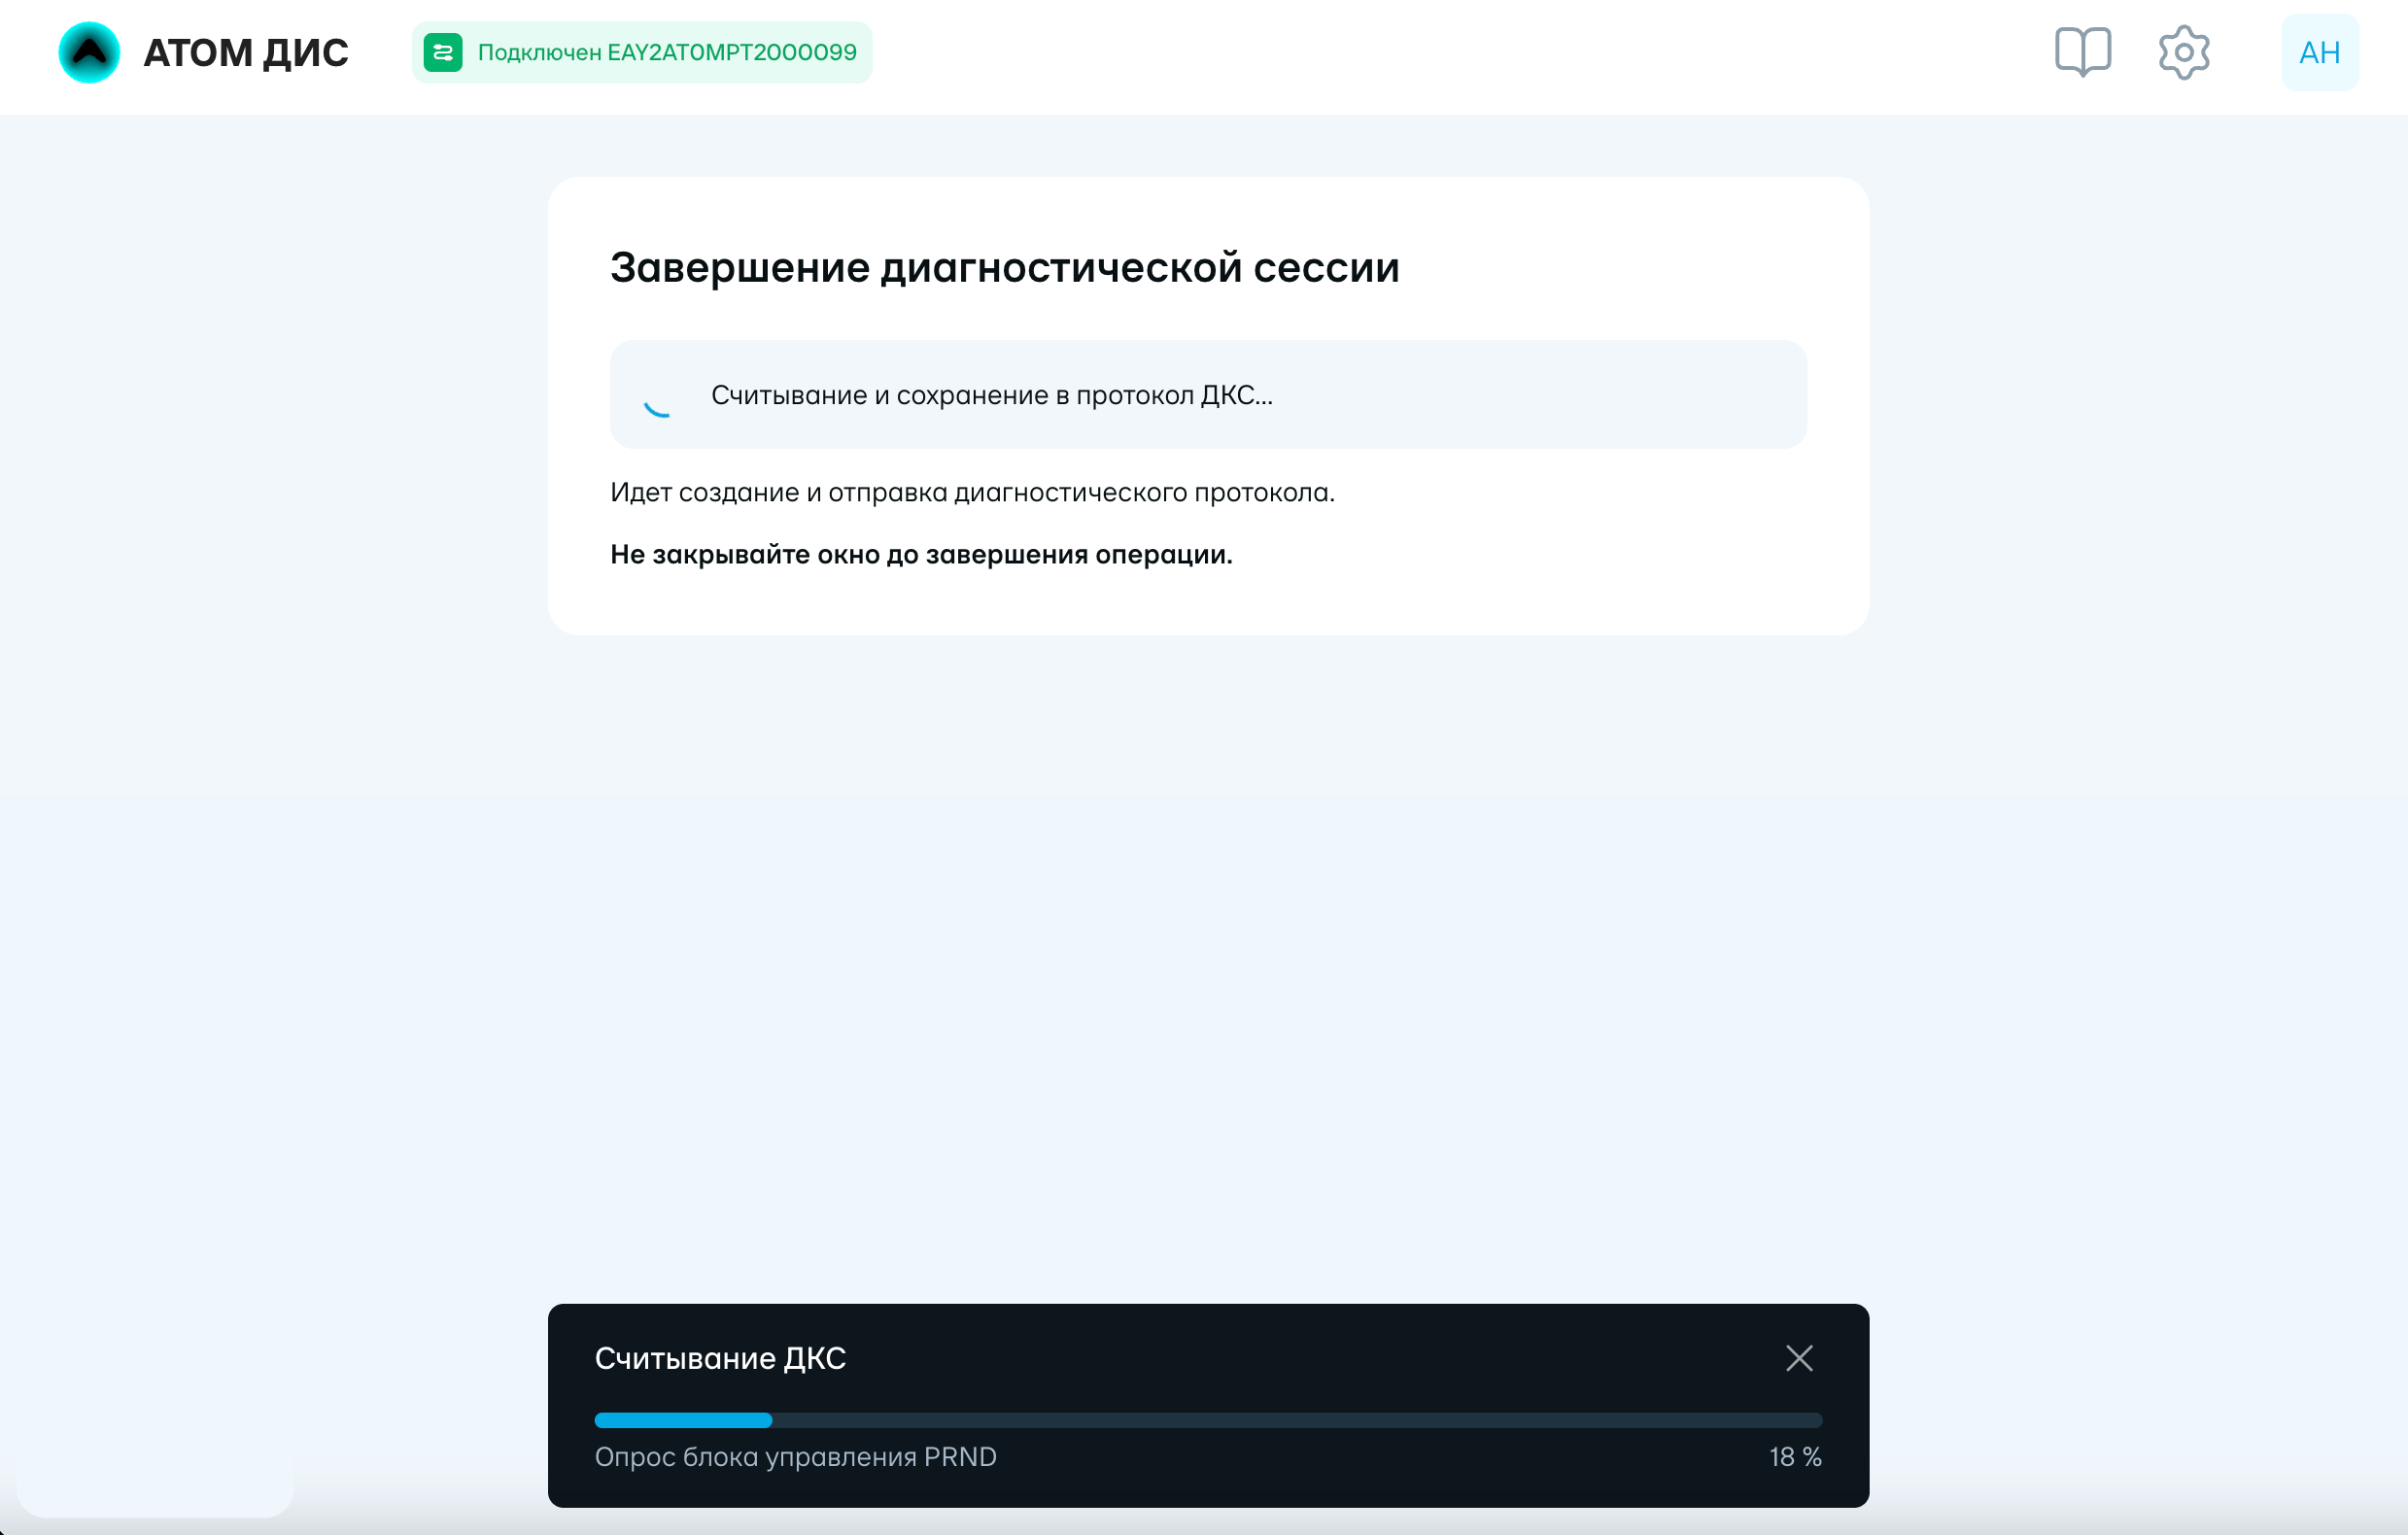 АТОМ ДИС
Подключен EAY2AT0MPT2000099
АН
Завершение диагностической сессии
Считывание и сохранение в протокол ДКС...
Идет создание и отправка диагностического протокола.
Не закрывайте окно до завершения операции.
Считывание ДКС
Опрос блока управления PRND
18 %